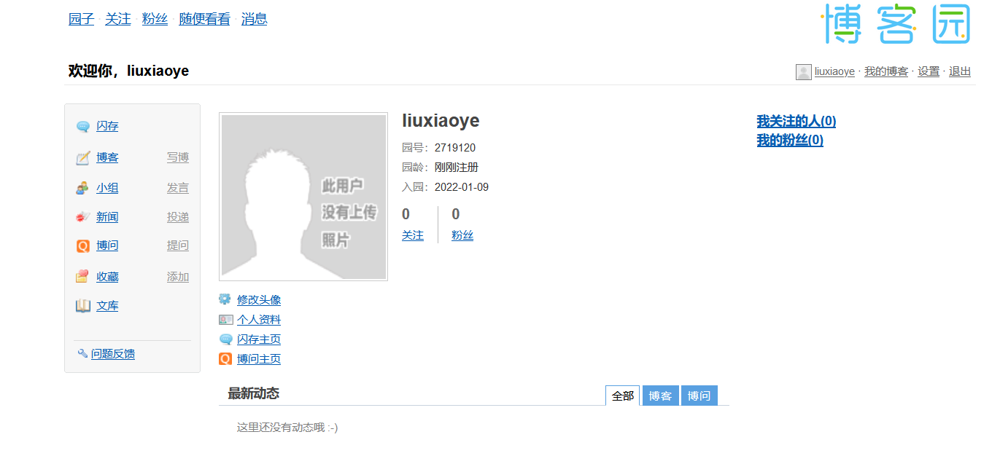 园子 · 关注 · 粉丝 · 随便看看 · 消息
博客园
欢迎你，liuxiaoye
liuxiaoye · 我的博客 · 设置 · 退出
闪存
博客 写博
小组 发言
新闻 投递
博问 提问
收藏 添加
文库
问题反馈
此用户
没有上传
照片
liuxiaoye
园号：2719120
园龄：刚刚注册
入园：2022-01-09
0 0
关注 粉丝
我关注的人(0)
我的粉丝(0)
修改头像
个人资料
闪存主页
博问主页
最新动态 全部 博客 博问
这里还没有动态哦 :-)